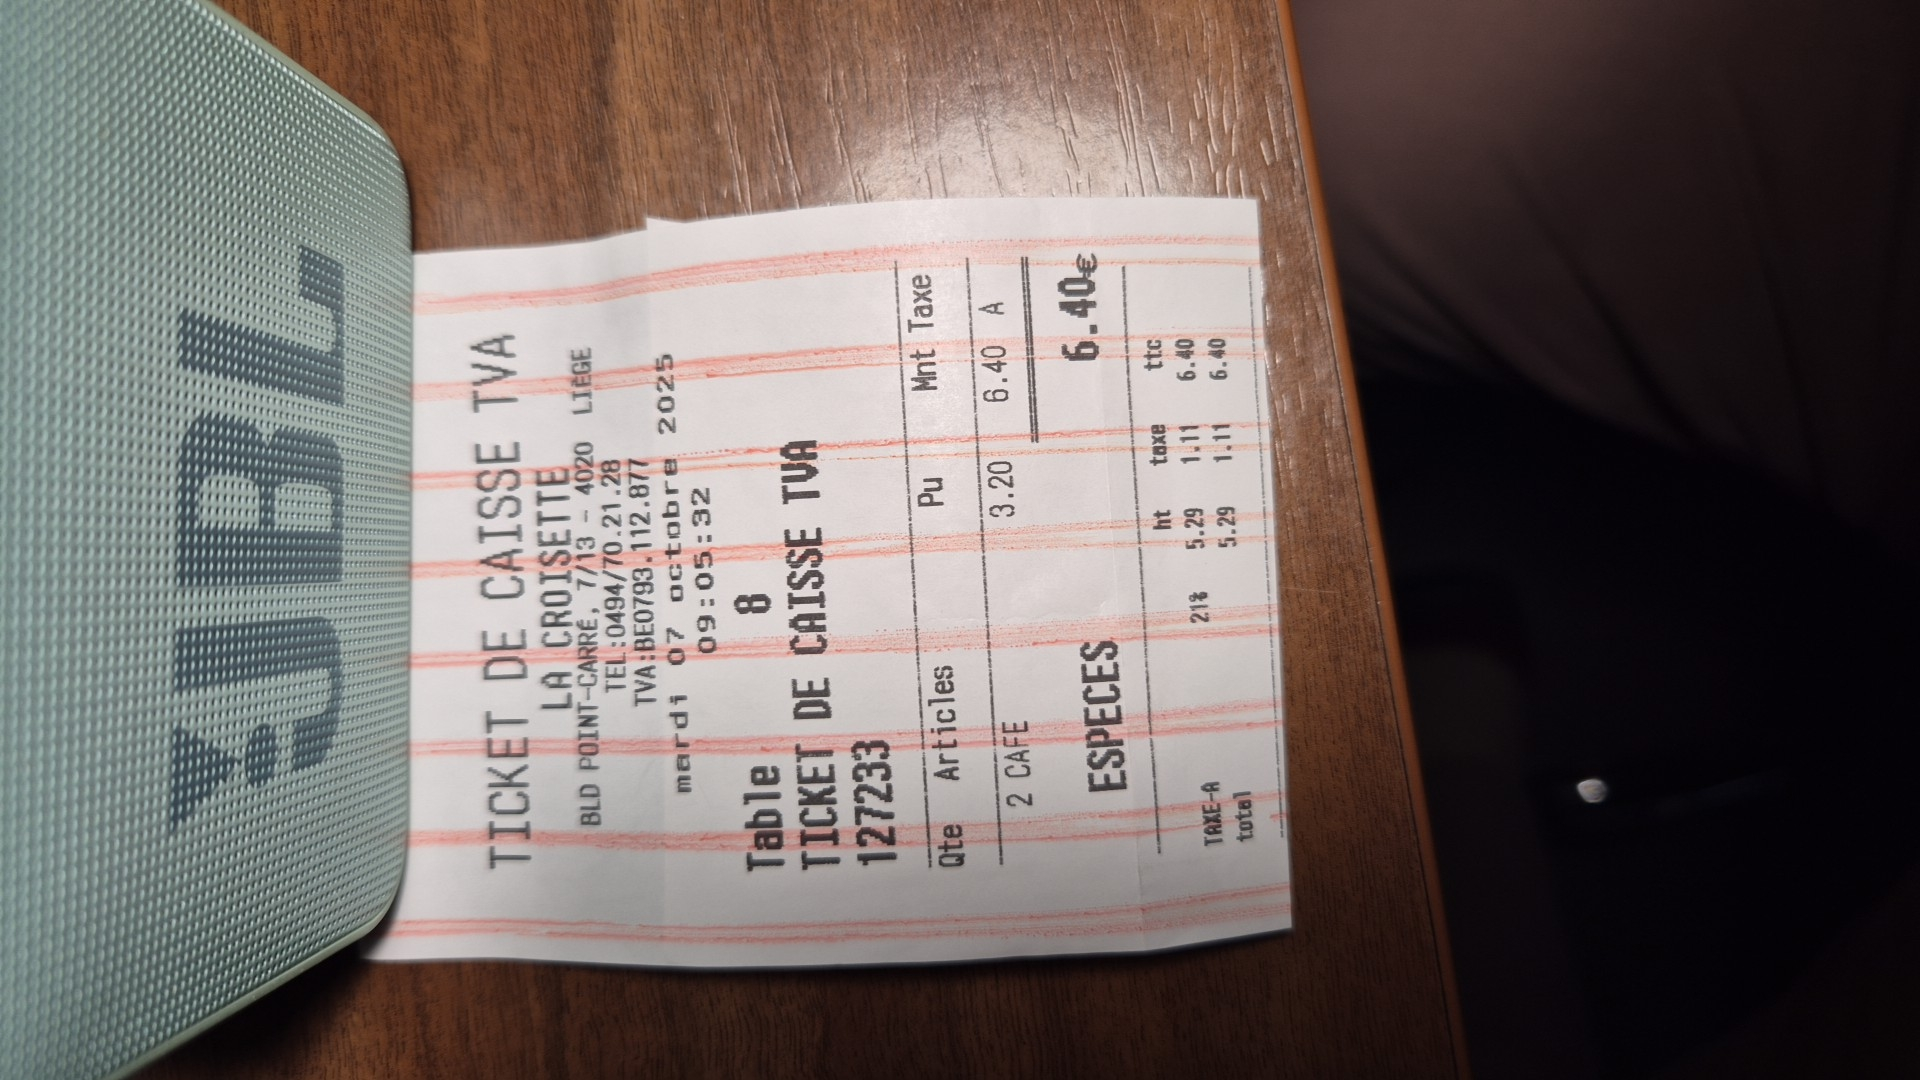 JBL
TICKET DE CAISSE TVA
LA CROISETTE
BLD POINT-CARRÉ, 7/13 - 4020 LIÈGE
TEL:0494/70.21.28
TVA:BE0793.112.877
mardi 07 octobre 2025
09:05:32
Table 8
TICKET DE CAISSE TVA
127233
Qte Articles Pu Mnt Taxe
2 CAFE 3.20 6.40 A
ESPECES 6.40€
ht taxe ttc
TAXE-A 21% 5.29 1.11 6.40
total 5.29 1.11 6.40